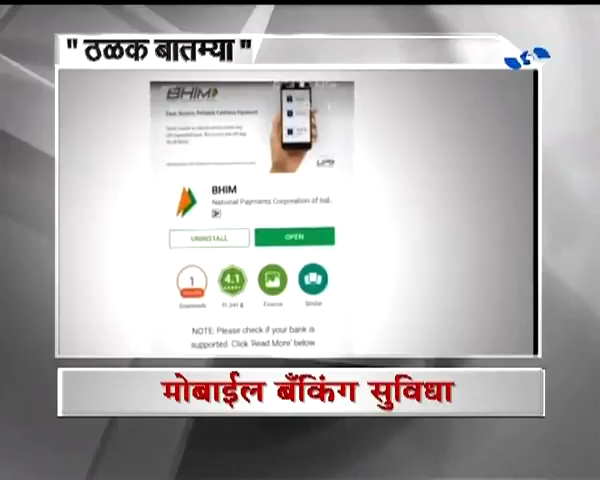 " ठळक बातम्या "
BHIM
BHIM
National Payments Corporation of Ind..
UNINSTALL
OPEN
1
4.1
Downloads
Finance
Similar
NOTE: Please check if your bank is
supported. Click 'Read More' below
मोबाईल बँकिंग सुविधा